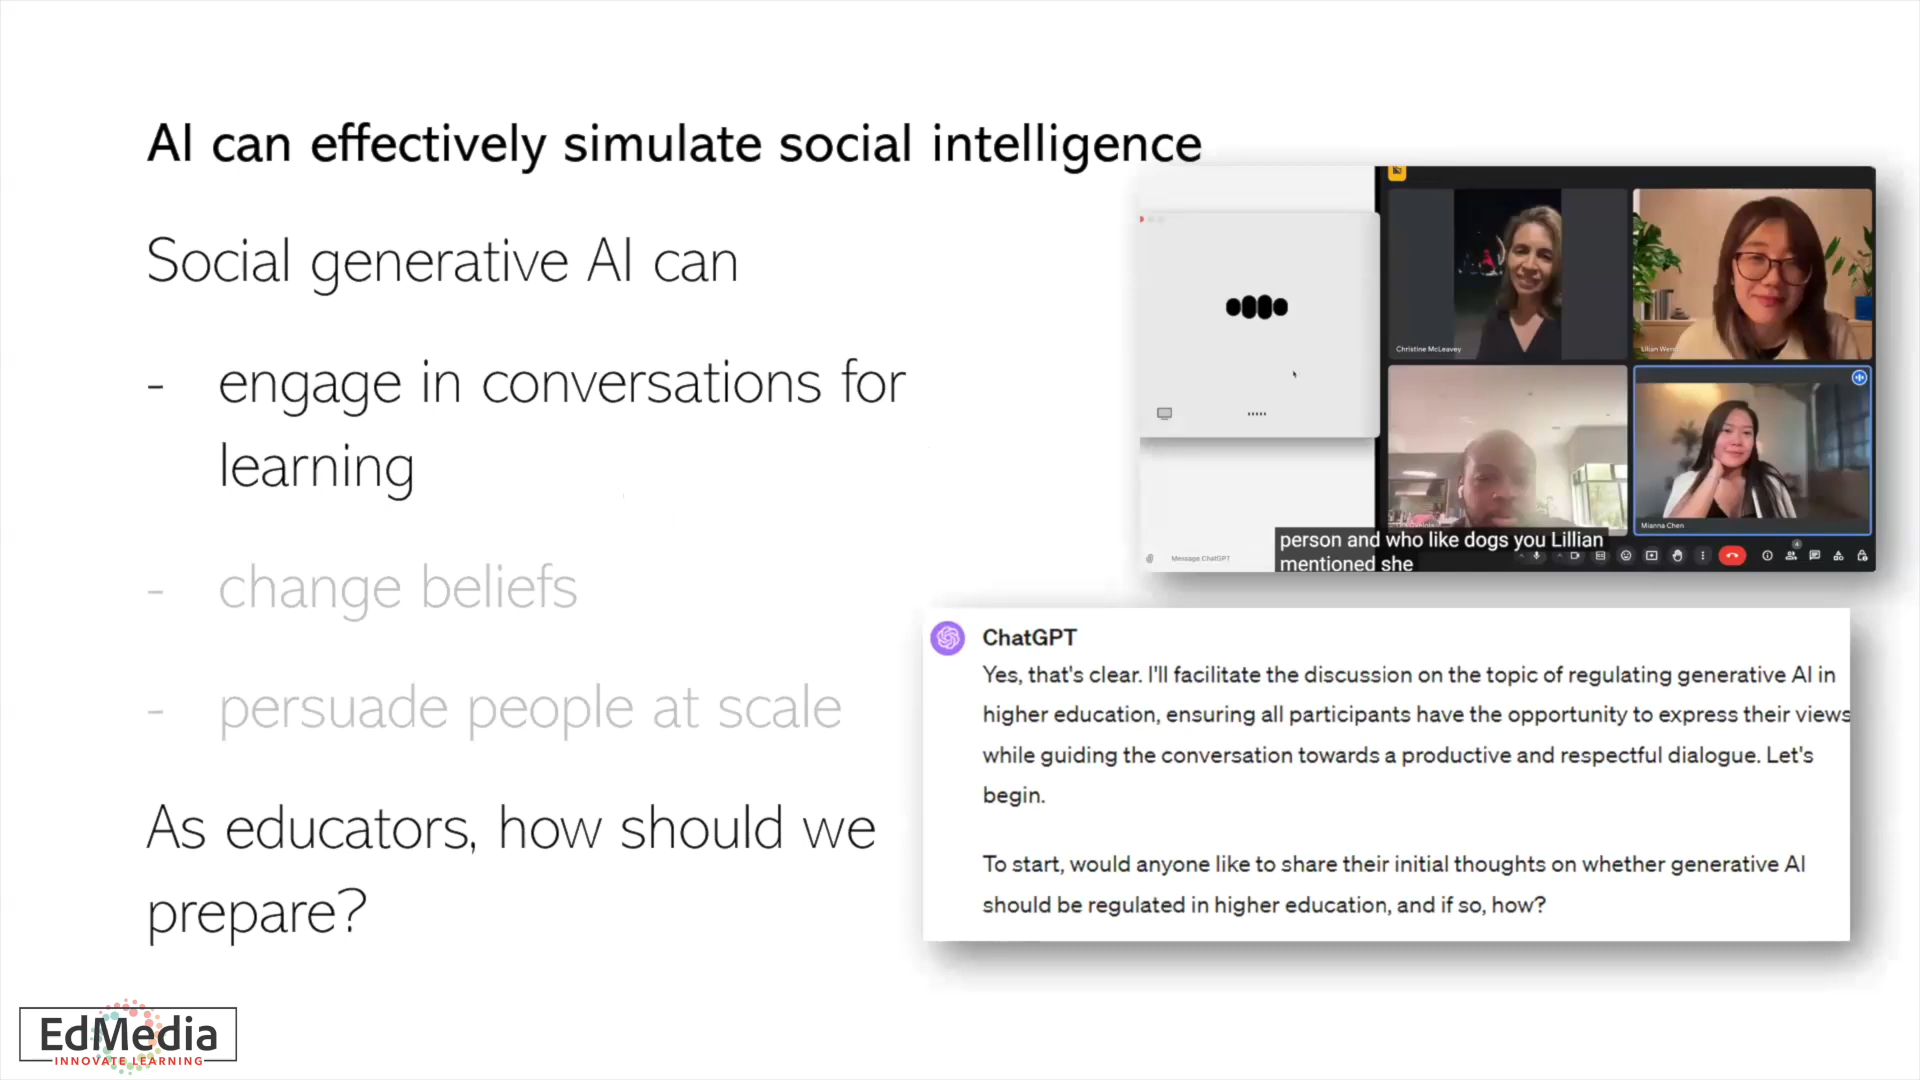 AI can effectively simulate social intelligence
Social generative AI can
- engage in conversations for
learning
- change beliefs
- persuade people at scale
As educators, how should we
prepare?
Christine McLeavey
Mianna Chen
person and who like dogs you Lillian
mentioned she
Message ChatGPT
ChatGPT
Yes, that's clear. I'll facilitate the discussion on the topic of regulating generative AI in
higher education, ensuring all participants have the opportunity to express their views
while guiding the conversation towards a productive and respectful dialogue. Let's
begin.
To start, would anyone like to share their initial thoughts on whether generative AI
should be regulated in higher education, and if so, how?
EdMedia
INNOVATE LEARNING